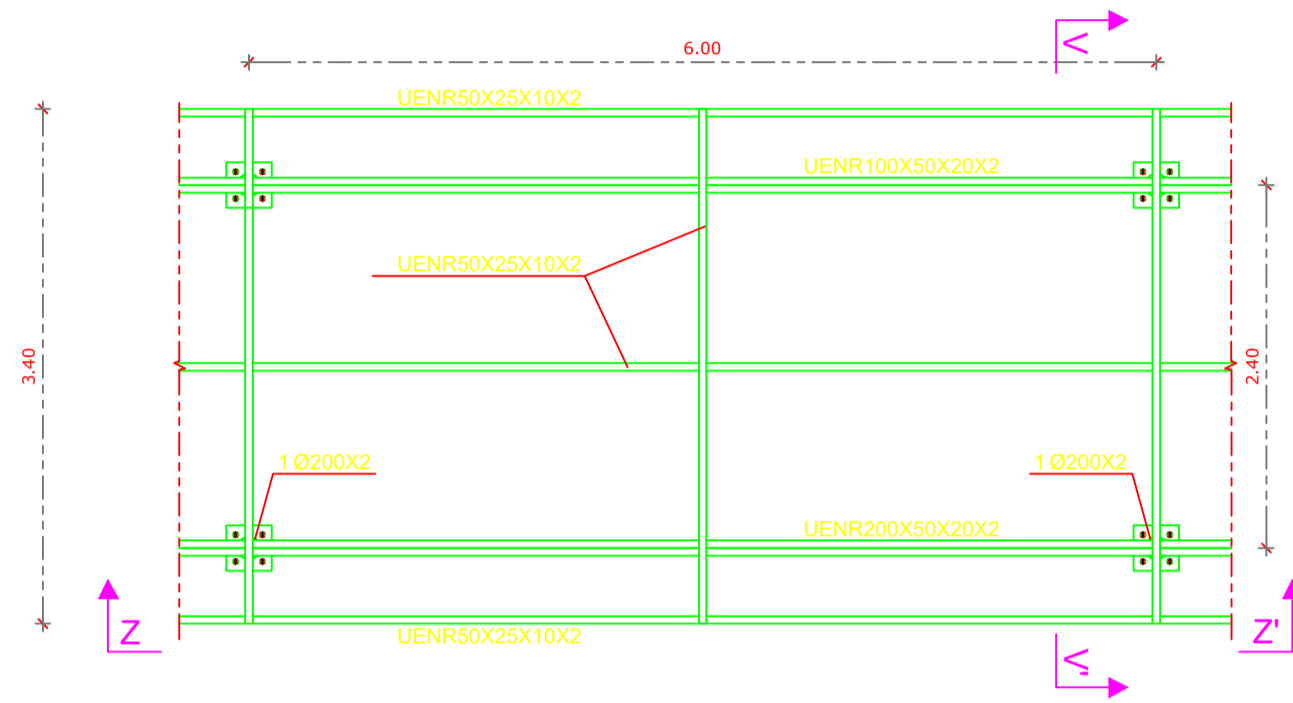 V
6.00
UENR50X25X10X2
UENR100X50X20X2
UENR50X25X10X2
3.40
2.40
1 Ø200X2
1 Ø200X2
UENR200X50X20X2
Z
UENR50X25X10X2
V'
Z'